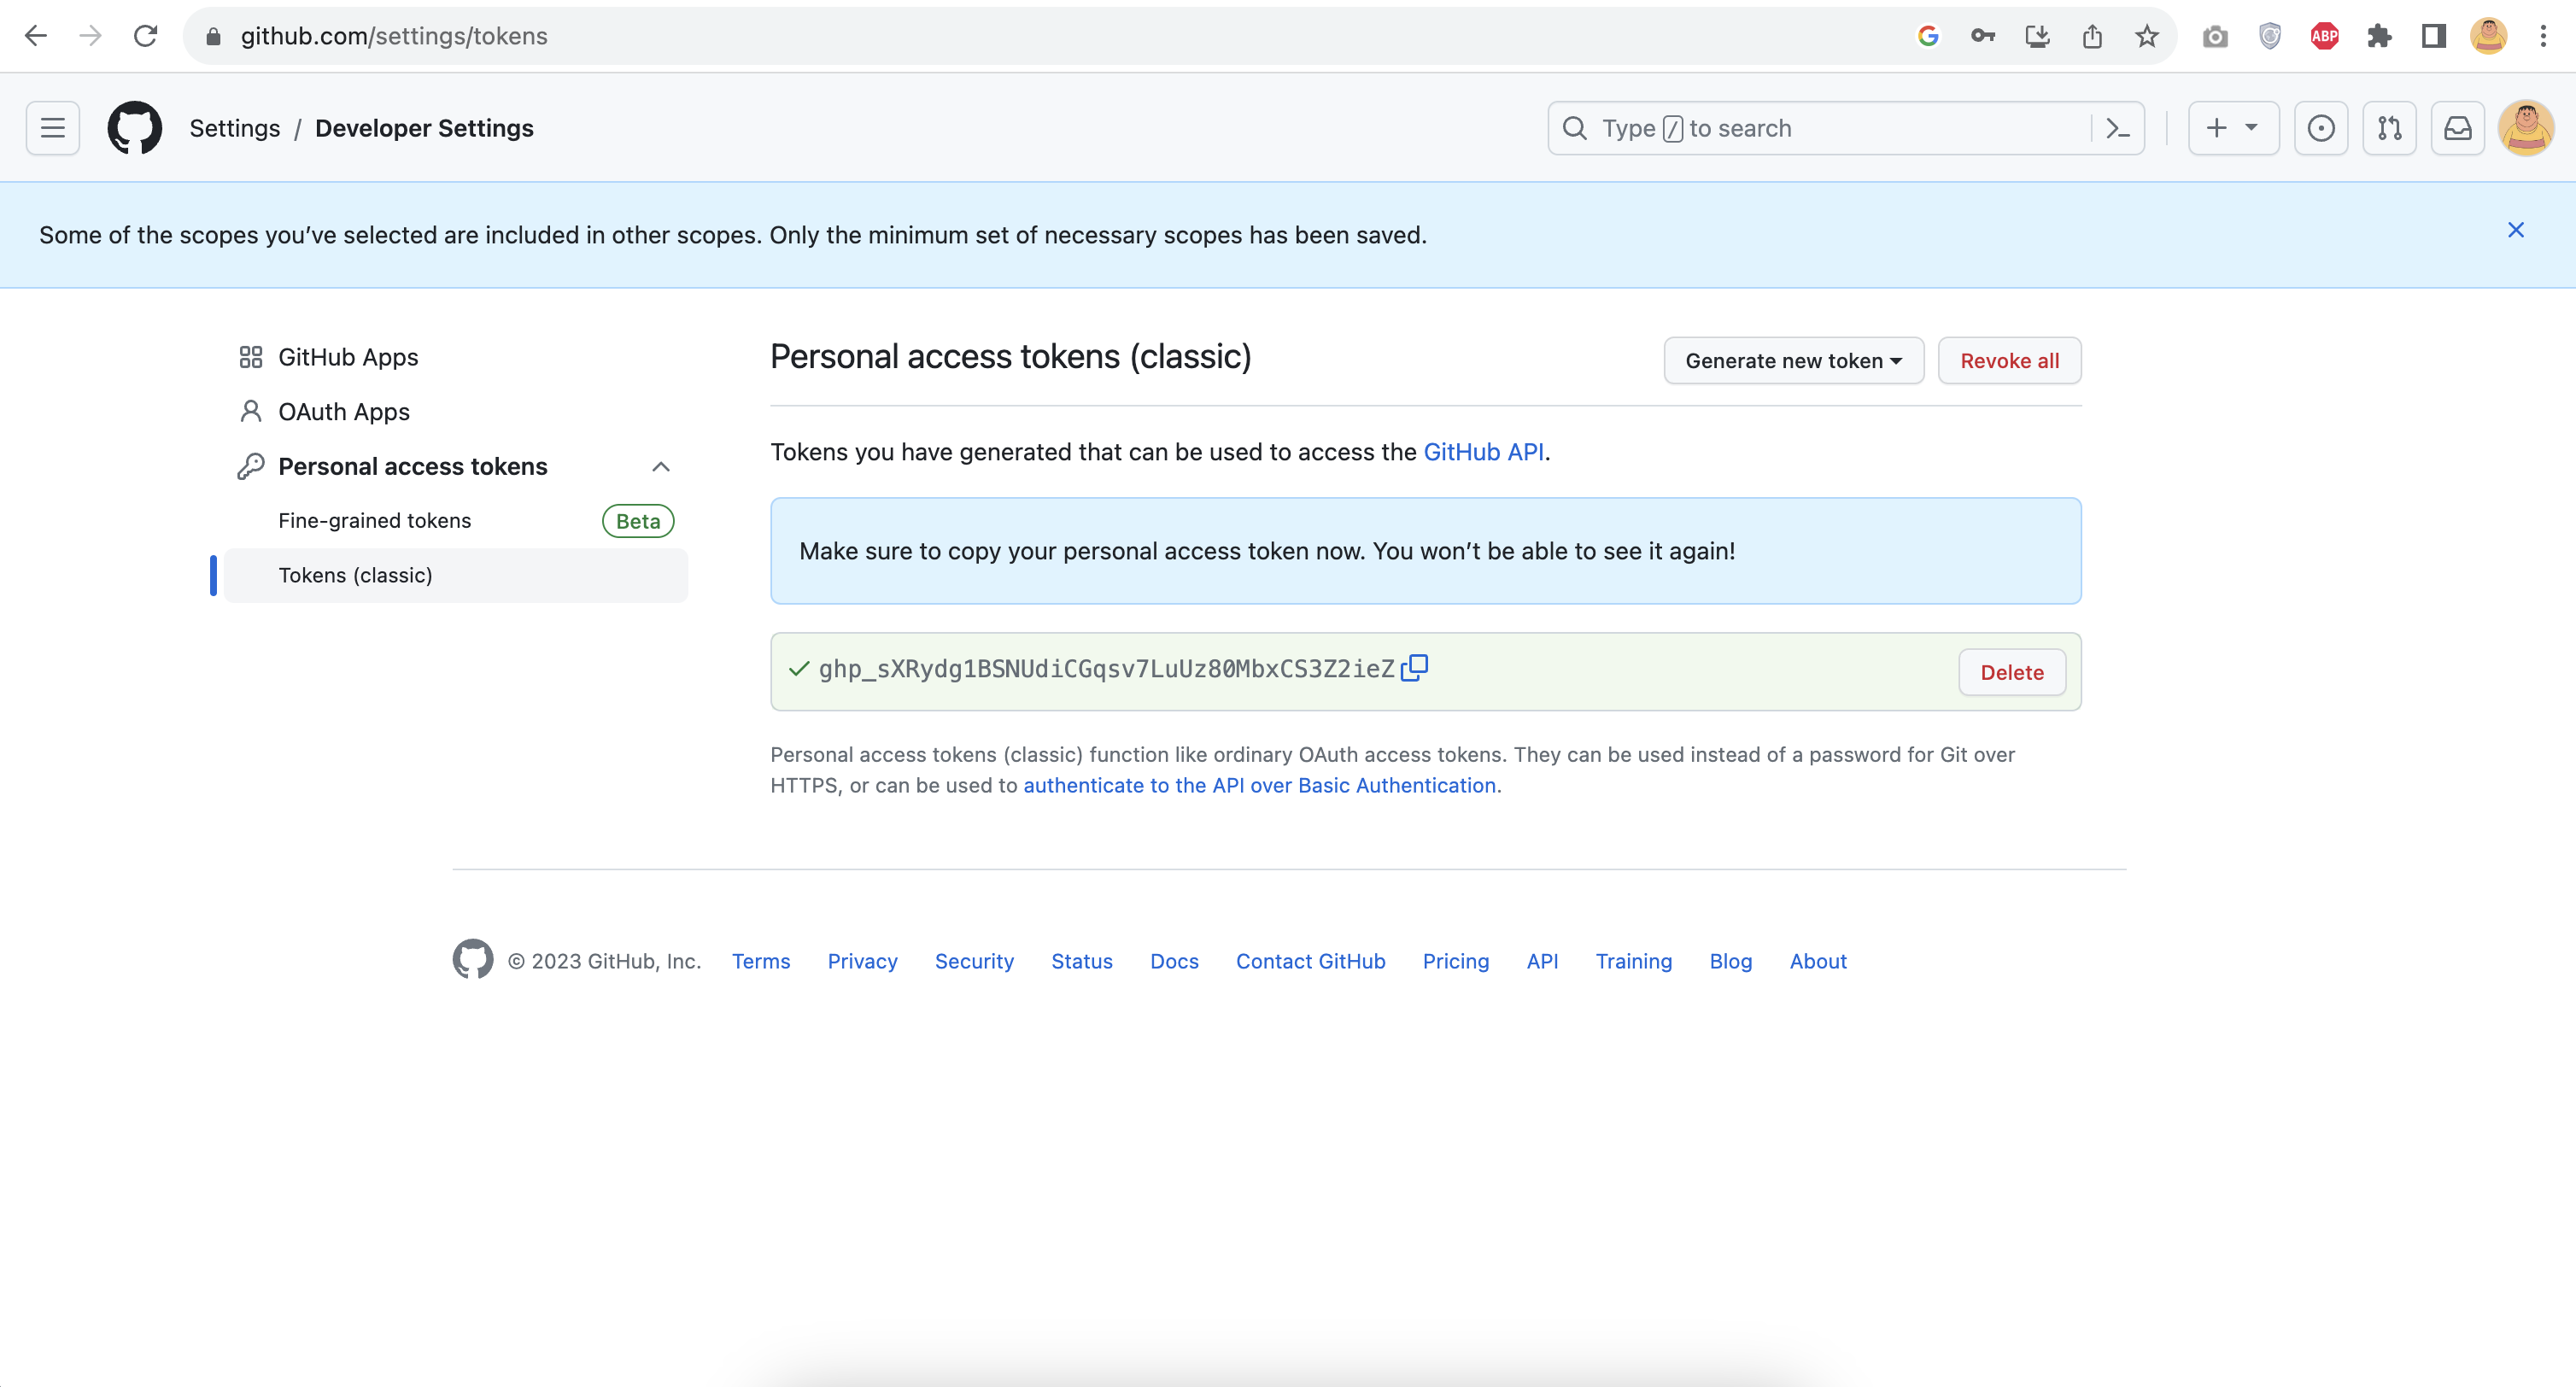 github.com/settings/tokens
ABP
Settings / Developer Settings
Type / to search
Some of the scopes you’ve selected are included in other scopes. Only the minimum set of necessary scopes has been saved.
GitHub Apps
OAuth Apps
Personal access tokens
Fine-grained tokens Beta
Tokens (classic)
Personal access tokens (classic)
Generate new token
Revoke all
Tokens you have generated that can be used to access the GitHub API.
Make sure to copy your personal access token now. You won’t be able to see it again!
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
Delete
Personal access tokens (classic) function like ordinary OAuth access tokens. They can be used instead of a password for Git over
HTTPS, or can be used to authenticate to the API over Basic Authentication.
© 2023 GitHub, Inc. Terms Privacy Security Status Docs Contact GitHub Pricing API Training Blog About